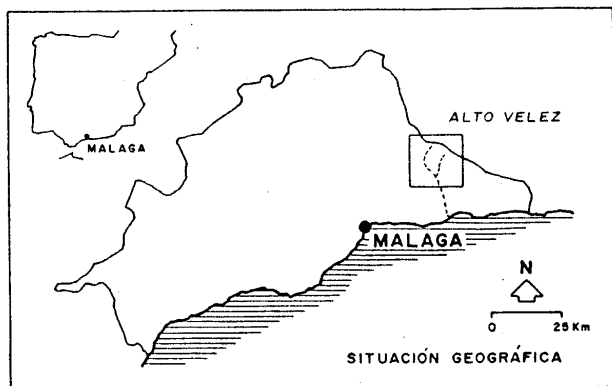 MALAGA
ALTO VELEZ
MALAGA
N
0 25 Km
SITUACIÓN GEOGRÁFICA